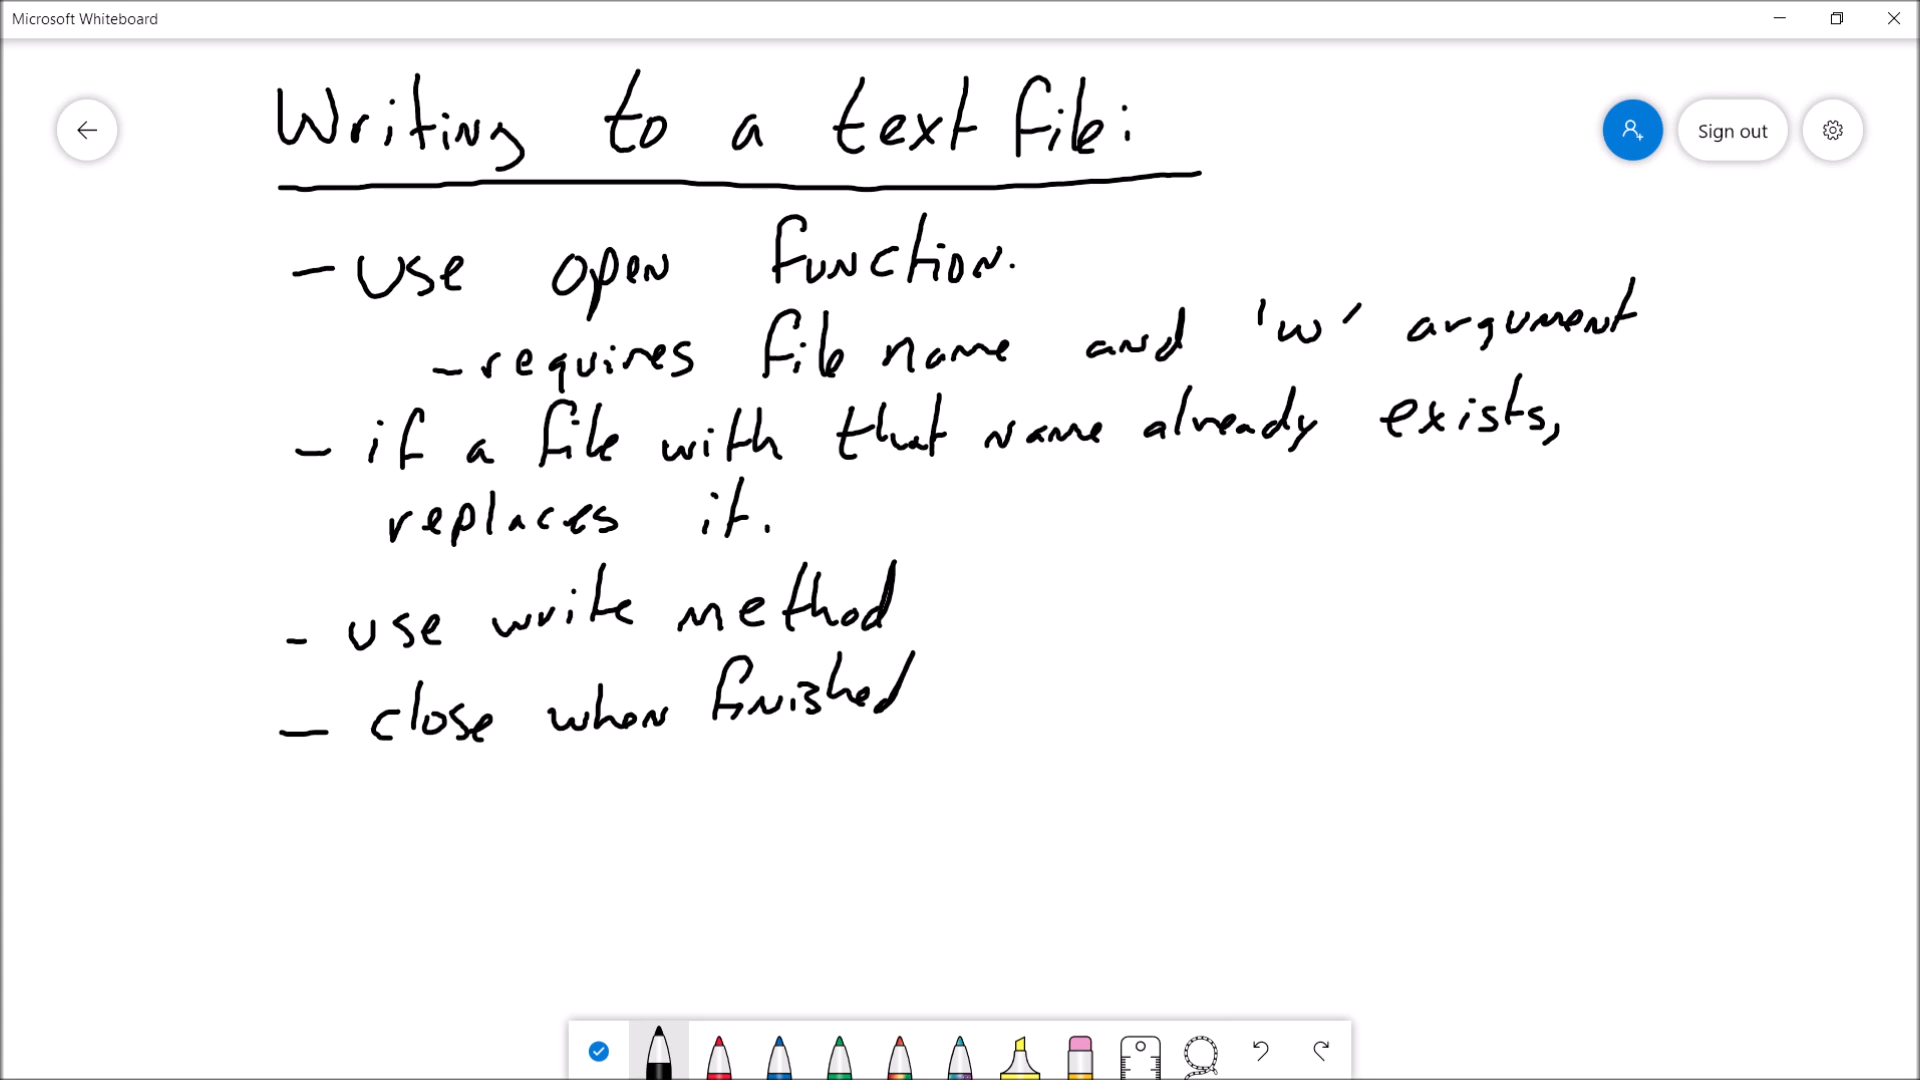 Microsoft Whiteboard
Writing to a text file:
Sign out
- use open function.
- requires file name and 'w' argument
- if a file with that name already exists,
replaces it.
- use write method
- close when finished